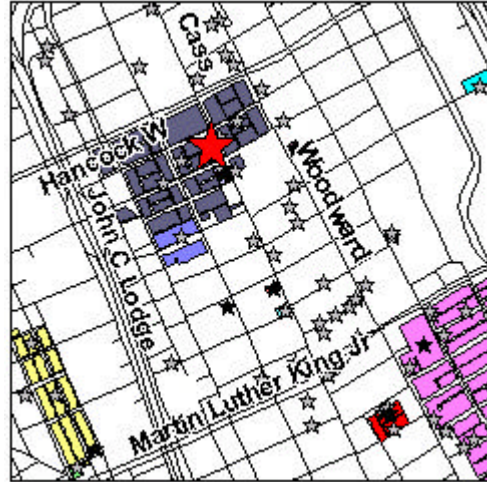 Cass
Hancock W
Woodward
John C. Lodge
Martin Luther King Jr